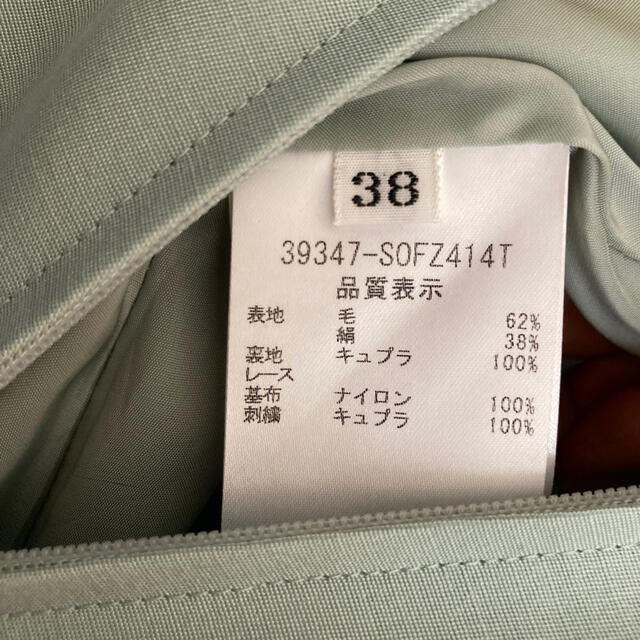 38
39347-SOFZ414T
品質表示
表地 毛 62%
絹 38%
裏地 キュプラ 100%
レース
基布 ナイロン 100%
刺繍 キュプラ 100%